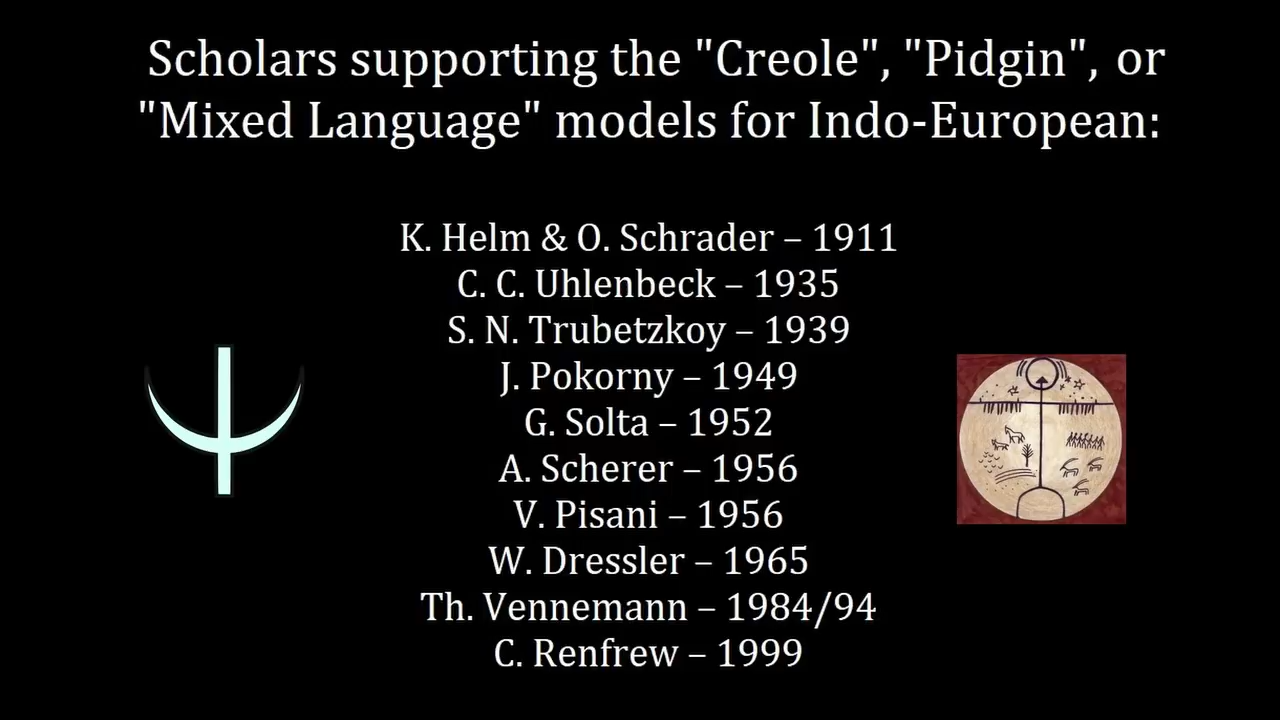 Scholars supporting the "Creole", "Pidgin", or
"Mixed Language" models for Indo-European:
K. Helm & O. Schrader – 1911
C. C. Uhlenbeck – 1935
S. N. Trubetzkoy – 1939
J. Pokorny – 1949
G. Solta – 1952
A. Scherer – 1956
V. Pisani – 1956
W. Dressler – 1965
Th. Vennemann – 1984/94
C. Renfrew – 1999